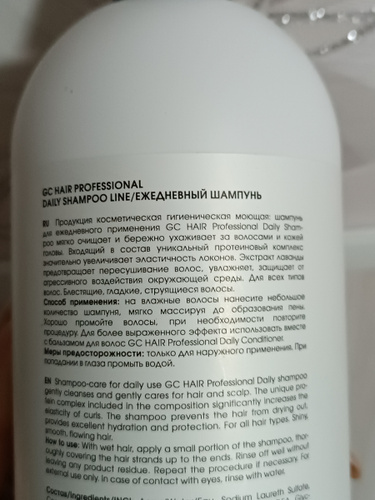 GC HAIR PROFESSIONAL
DAILY SHAMPOO LINE/ЕЖЕДНЕВНЫЙ ШАМПУНЬ
RU Продукция косметическая гигиеническая моющая: шампунь
для ежедневного применения GC HAIR Professional Daily Sham-
poo мягко очищает и бережно ухаживает за волосами и кожей
головы. Входящий в состав уникальный протеиновый комплекс
значительно увеличивает эластичность локонов. Экстракт лаванды
предотвращает пересушивание волос, увлажняет, защищает от
агрессивного воздействия окружающей среды. Для всех типов
волос. Блестящие, гладкие, струящиеся волосы.
Способ применения: на влажные волосы нанесите небольшое
количество шампуня, мягко массируя до образования пены.
Хорошо промойте волосы, при необходимости повторите
процедуру. Для более выраженного эффекта использовать вместе
с бальзамом для волос GC HAIR Professional Daily Conditioner.
Меры предосторожности: только для наружного применения. При
попадании в глаза промыть водой.
EN Shampoo-care for daily use GC HAIR Professional Daily shampoo
gently cleanses and gently cares for hair and scalp. The unique pro-
tein complex included in the composition significantly increases the
elasticity of curls. The shampoo prevents the hair from drying out,
provides excellent hydration and protection. For all hair types. Shiny,
smooth, flowing hair.
How to use: With wet hair, apply a small portion of the shampoo, thor-
oughly covering the hair strands up to the ends. Rinse off well without
leaving any product residue. Repeat the procedure if necessary. For
external use only. In case of contact with eyes, rinse with water.
Sodium Laureth Sulfate,